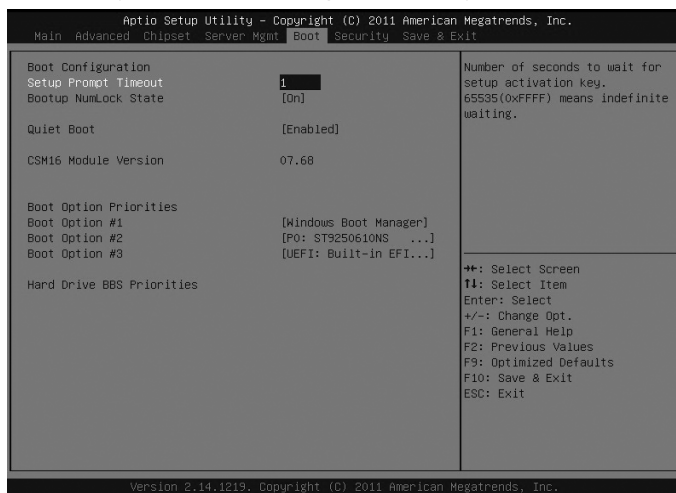 Aptio Setup Utility – Copyright (C) 2011 American Megatrends, Inc.
Main Advanced Chipset Server Mgmt Boot Security Save & Exit
Boot Configuration
Setup Prompt Timeout 1
Bootup NumLock State [On]
Quiet Boot [Enabled]
CSM16 Module Version 07.68
Boot Option Priorities
Boot Option #1 [Windows Boot Manager]
Boot Option #2 [P0: ST9250610NS ...]
Boot Option #3 [UEFI: Built-in EFI...]
Hard Drive BBS Priorities
Number of seconds to wait for
setup activation key.
65535(0xFFFF) means indefinite
waiting.
→←: Select Screen
↑↓: Select Item
Enter: Select
+/-: Change Opt.
F1: General Help
F2: Previous Values
F9: Optimized Defaults
F10: Save & Exit
ESC: Exit
Version 2.14.1219. Copyright (C) 2011 American Megatrends, Inc.